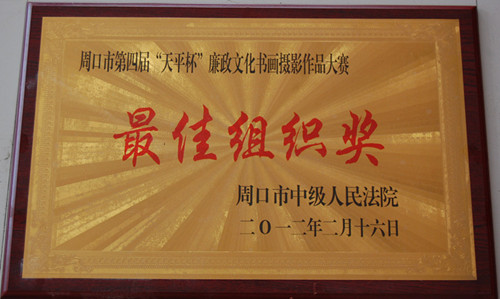 周口市第四届“天平杯”廉政文化书画摄影作品大赛
最佳组织奖
周口市中级人民法院
二〇一二年二月十六日